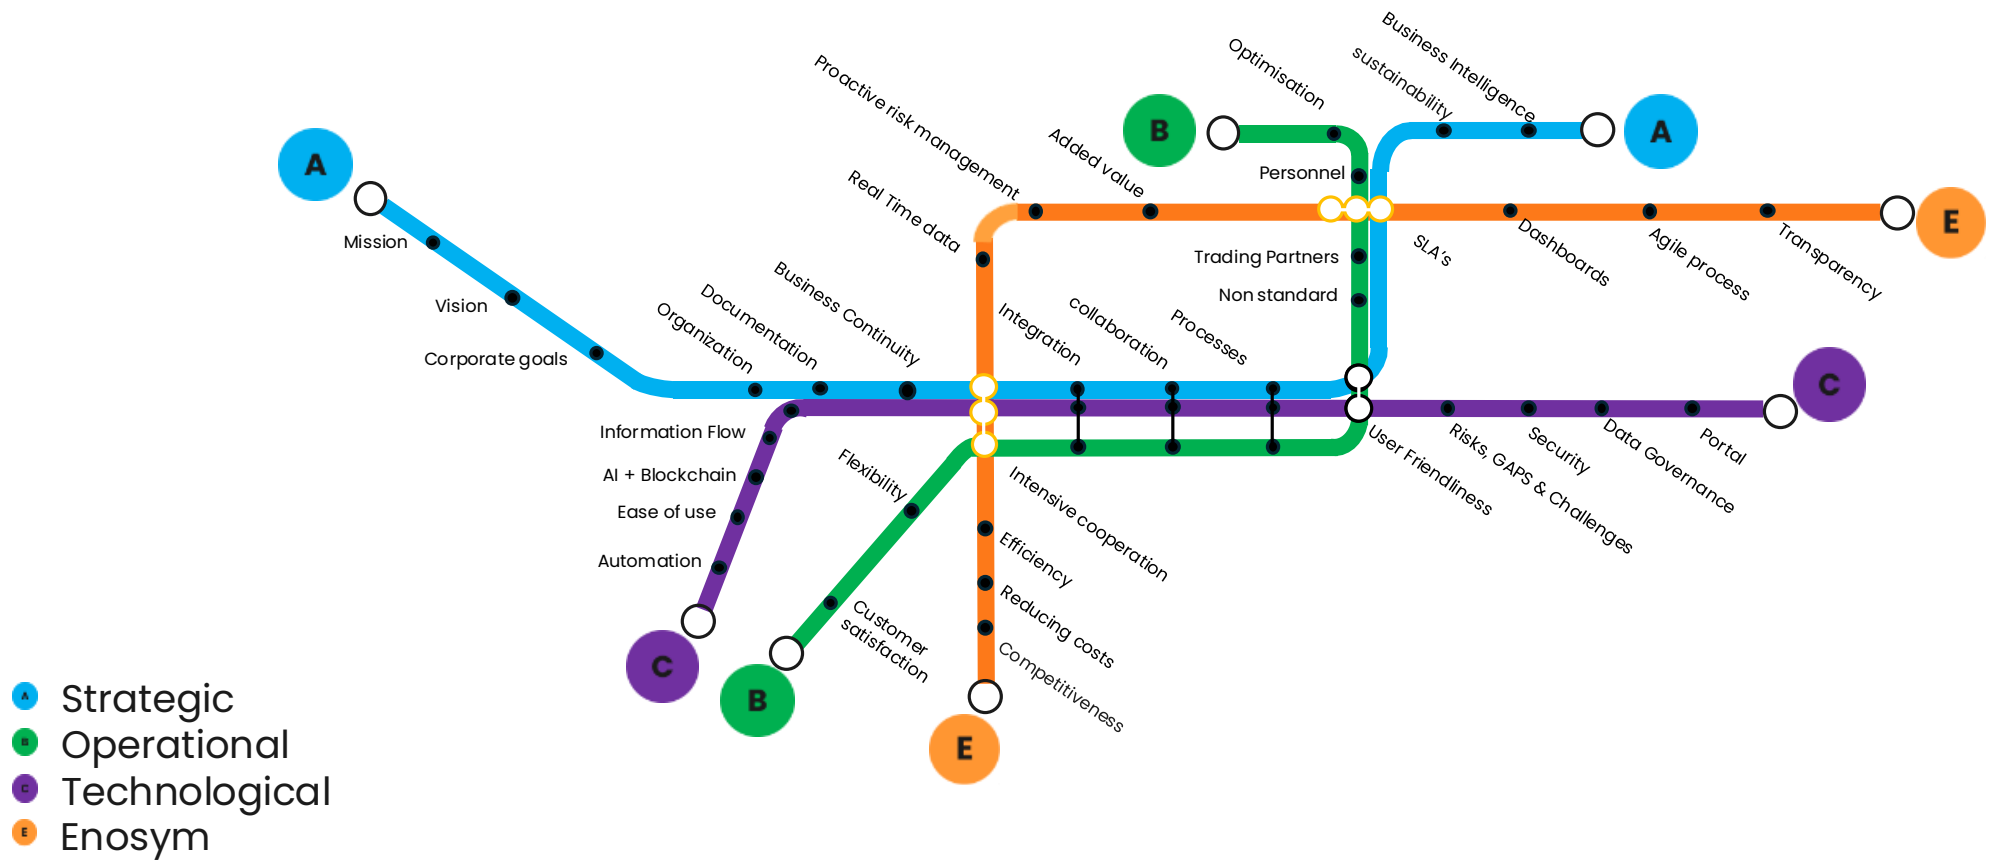 Business Intelligence
Optimisation
sustainability
Proactive risk management
B
A
Added value
A
Personnel
Real Time data
E
Mission
SLA's
Dashboards
Agile process
Transparency
Trading Partners
Business Continuity
Vision
Documentation
Organization
Integration
collaboration
Processes
Non standard
Corporate goals
C
Information Flow
User Friendliness
Risks, GAPS & Challenges
Security
Data Governance
Portal
Flexibility
AI + Blockchain
Intensive cooperation
Ease of use
Efficiency
Automation
Reducing costs
Customer
satisfaction
Competitiveness
C
B
E
A Strategic
B Operational
C Technological
E Enosym